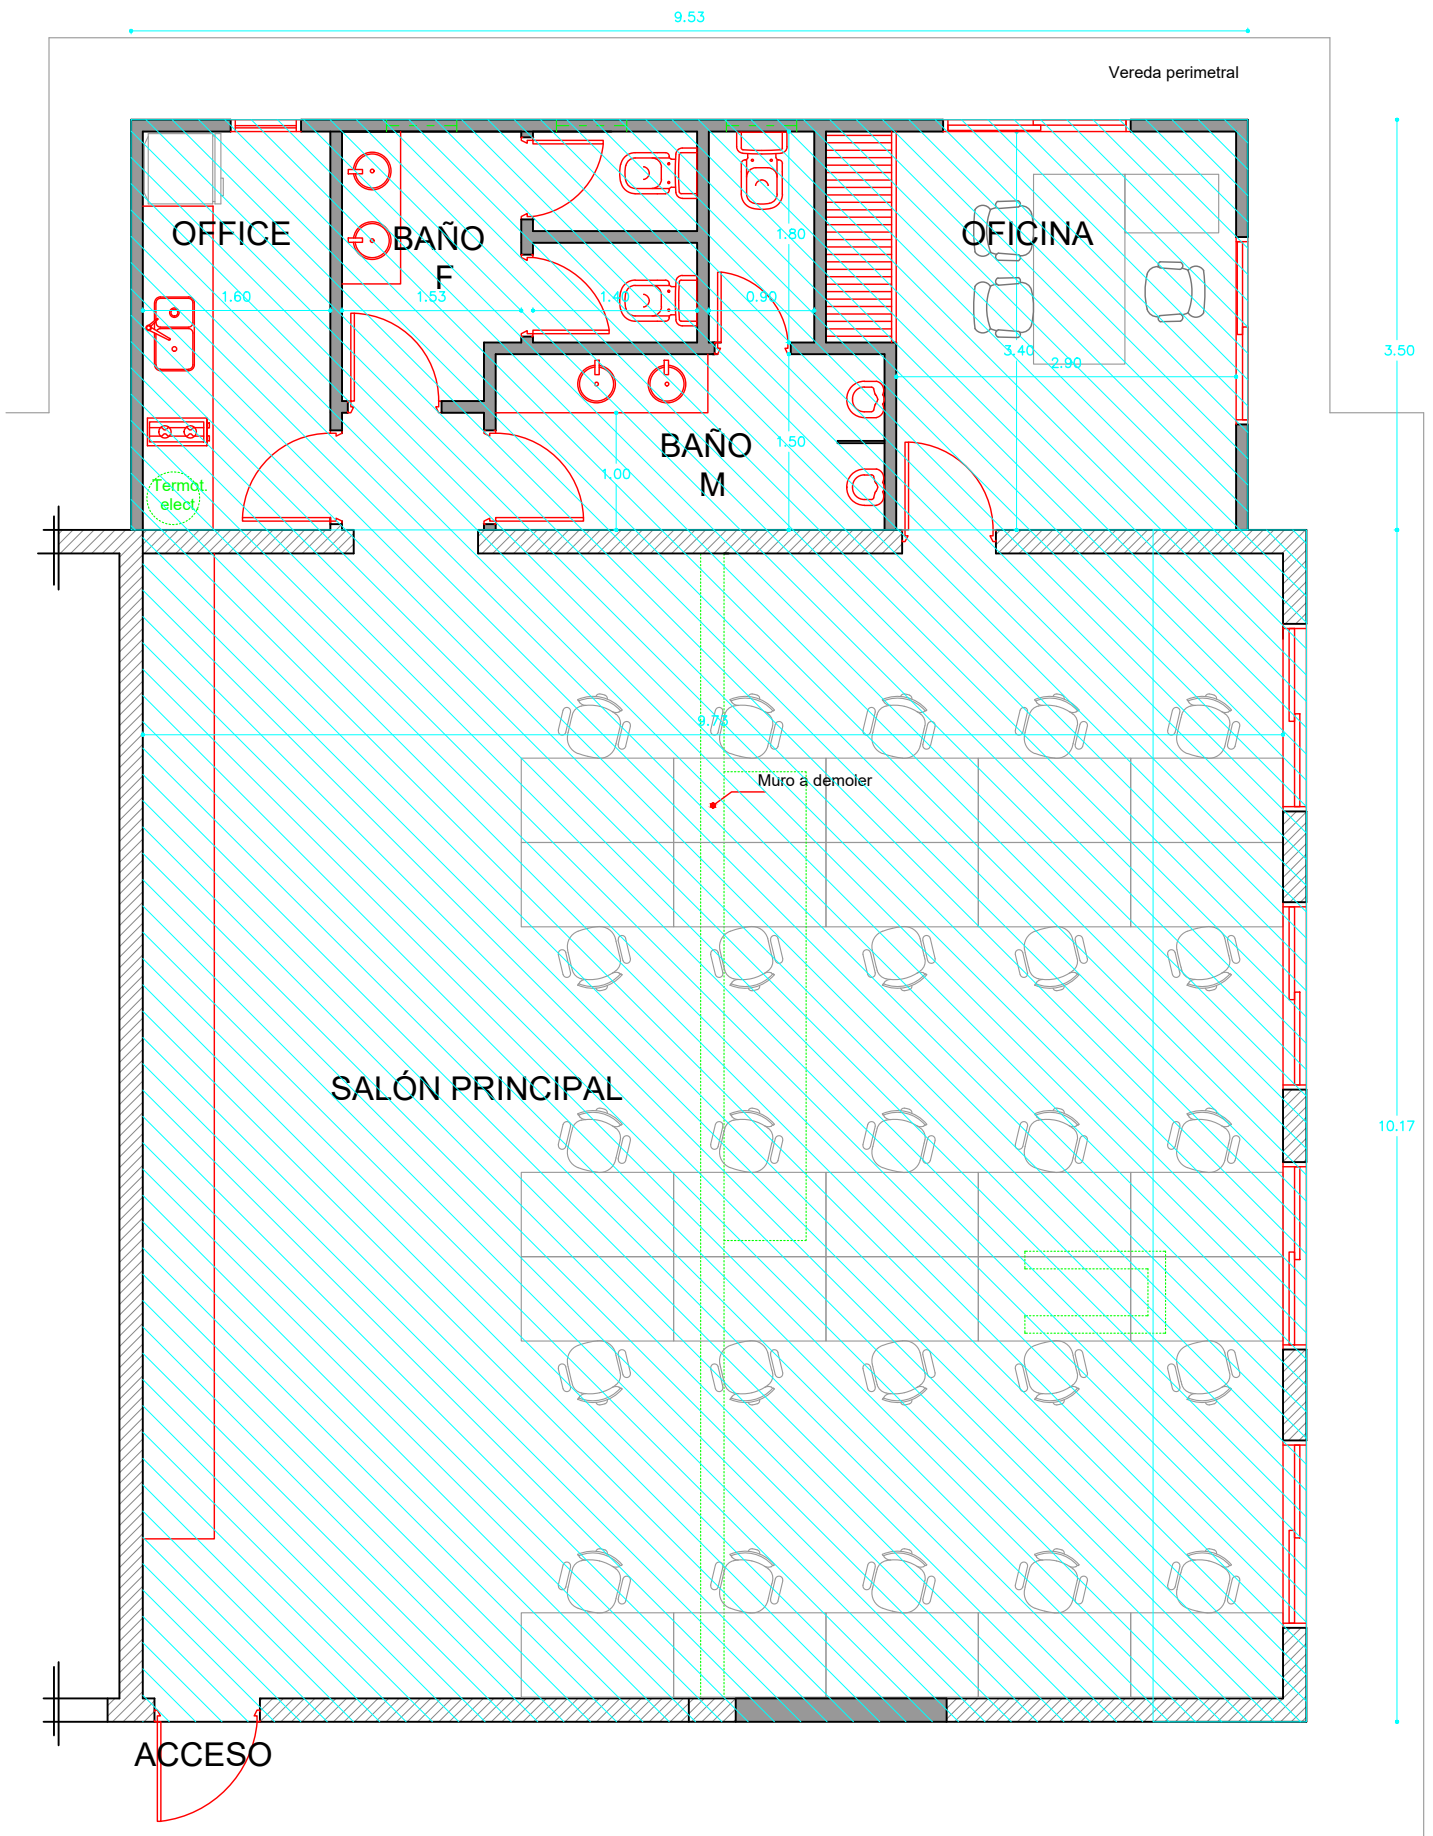 9.53
Vereda perimetral
OFFICE
BAÑO
F
1.80
OFICINA
1.60
1.53
1.40
0.90
3.40
2.90
3.50
BAÑO
M
1.50
1.00
Termot.
elect.
9.75
Muro a demoler
SALÓN PRINCIPAL
10.17
ACCESO